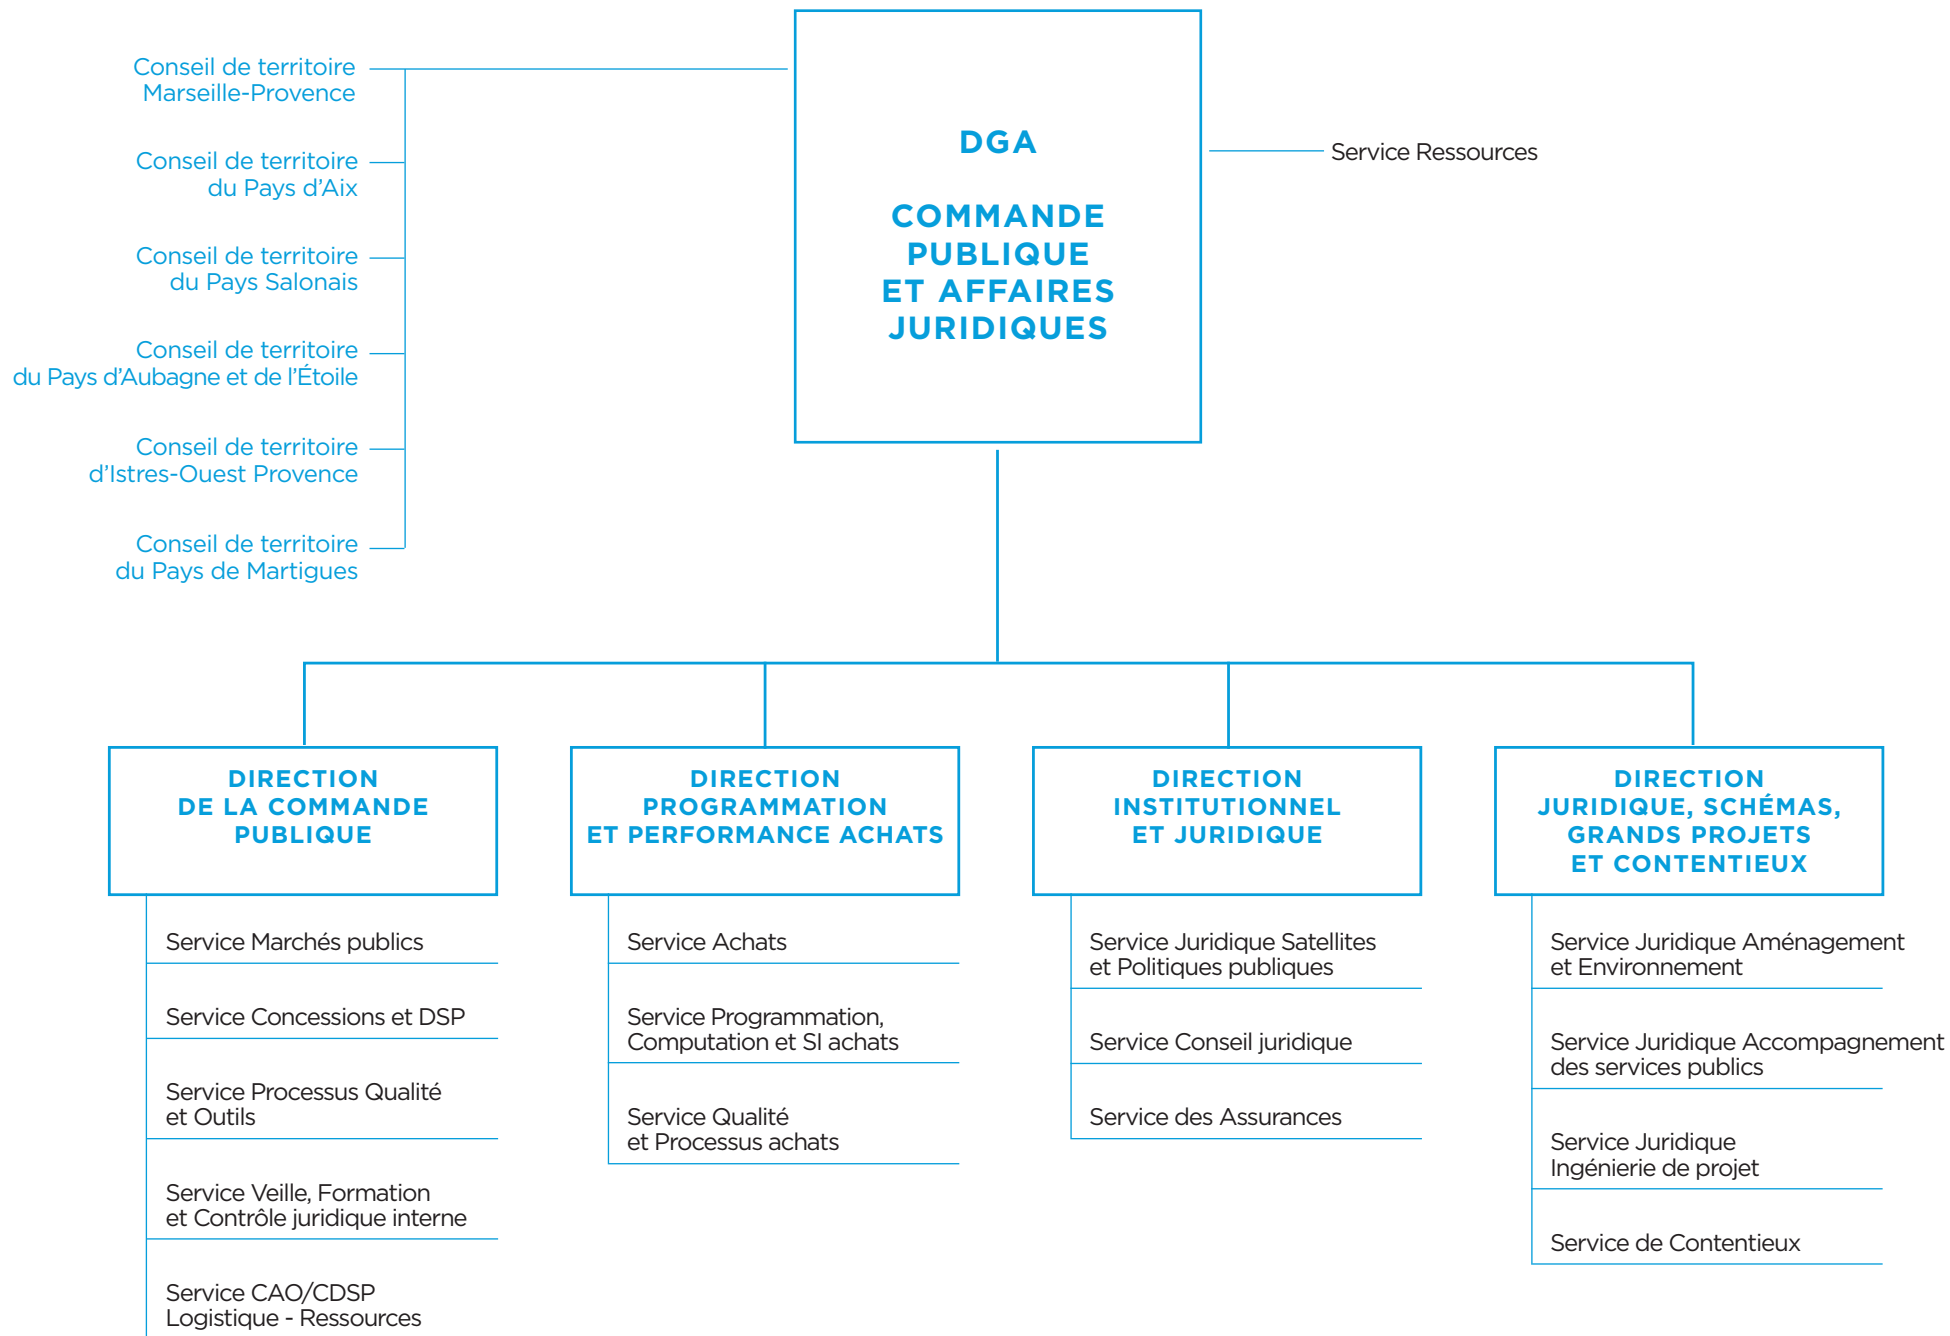 Conseil de territoire
Marseille-Provence
Conseil de territoire
du Pays d’Aix
Conseil de territoire
du Pays Salonais
Conseil de territoire
du Pays d’Aubagne et de l’Étoile
Conseil de territoire
d’Istres-Ouest Provence
Conseil de territoire
du Pays de Martigues
DGA
COMMANDE
PUBLIQUE
ET AFFAIRES
JURIDIQUES
Service Ressources
DIRECTION
DE LA COMMANDE
PUBLIQUE
Service Marchés publics
Service Concessions et DSP
Service Processus Qualité
et Outils
Service Veille, Formation
et Contrôle juridique interne
Service CAO/CDSP
Logistique - Ressources
DIRECTION
PROGRAMMATION
ET PERFORMANCE ACHATS
Service Achats
Service Programmation,
Computation et SI achats
Service Qualité
et Processus achats
DIRECTION
INSTITUTIONNEL
ET JURIDIQUE
Service Juridique Satellites
et Politiques publiques
Service Conseil juridique
Service des Assurances
DIRECTION
JURIDIQUE, SCHÉMAS,
GRANDS PROJETS
ET CONTENTIEUX
Service Juridique Aménagement
et Environnement
Service Juridique Accompagnement
des services publics
Service Juridique
Ingénierie de projet
Service de Contentieux